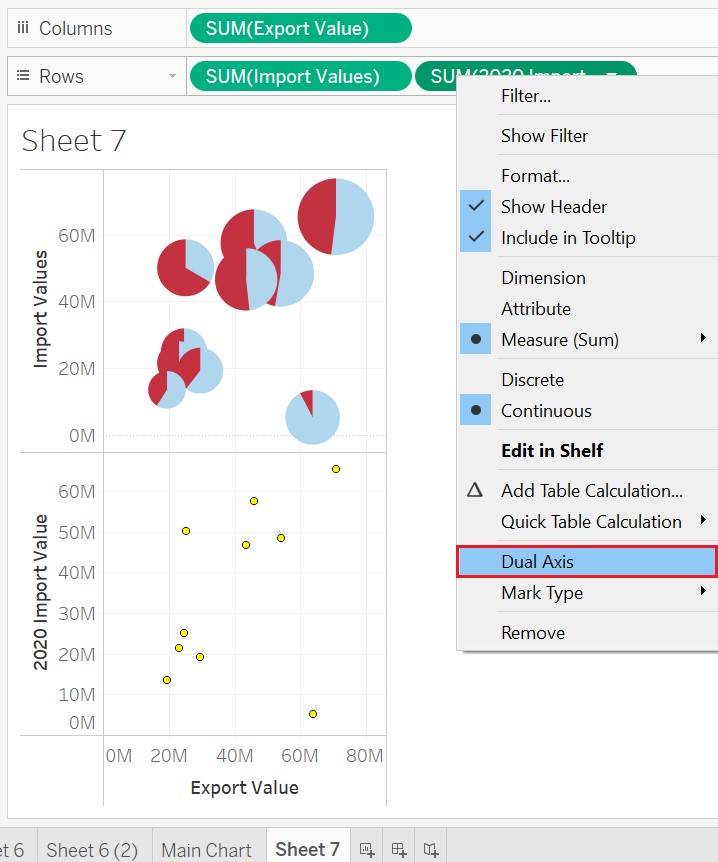 Columns
SUM(Export Value)
Rows
SUM(Import Values)
SUM(2020 Import
Filter...
Show Filter
Format...
Show Header
Include in Tooltip
Dimension
Attribute
Measure (Sum)
Discrete
Continuous
Edit in Shelf
Add Table Calculation...
Quick Table Calculation
Dual Axis
Mark Type
Remove
Sheet 7
Import Values
60M
40M
20M
0M
2020 Import Value
60M
50M
40M
30M
20M
10M
0M
0M 20M 40M 60M 80M
Export Value
et 6 Sheet 6 (2) Main Chart Sheet 7